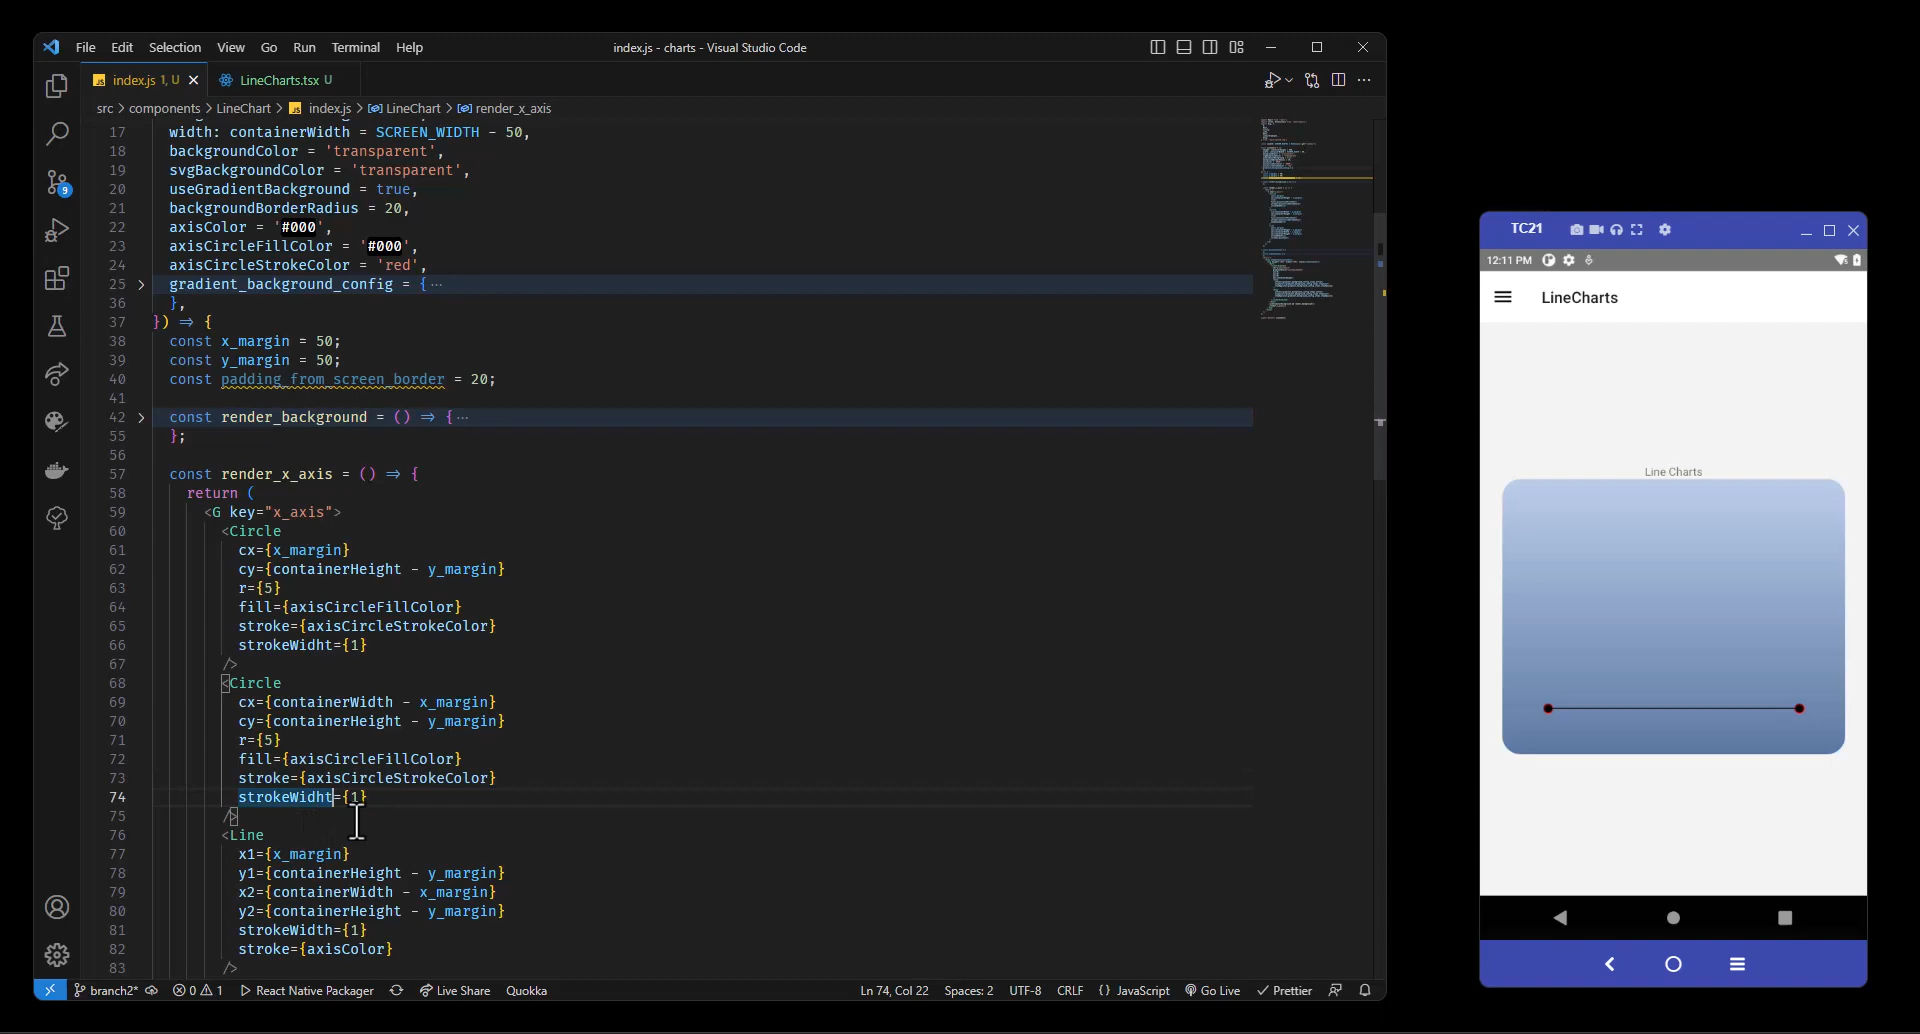 File Edit Selection View Go Run Terminal Help
index.js - charts - Visual Studio Code
index.js 1, U
LineCharts.tsx U
src > components > LineChart > index.js > LineChart > render_x_axis
17 width: containerWidth = SCREEN_WIDTH - 50,
18 backgroundColor = 'transparent',
19 svgBackgroundColor = 'transparent',
20 useGradientBackground = true,
21 backgroundBorderRadius = 20,
22 axisColor = '#000',
23 axisCircleFillColor = '#000',
24 axisCircleStrokeColor = 'red',
25 gradient_background_config = { ⋯
36 },
37 }) ⇒ {
38 const x_margin = 50;
39 const y_margin = 50;
40 const padding_from_screen_border = 20;
41
42 const render_background = () ⇒ { ⋯
55 };
56
57 const render_x_axis = () ⇒ {
58 return (
59 <G key="x_axis">
60 <Circle
61 cx={x_margin}
62 cy={containerHeight - y_margin}
63 r={5}
64 fill={axisCircleFillColor}
65 stroke={axisCircleStrokeColor}
66 strokeWidht={1}
67 />
68 <Circle
69 cx={containerWidth - x_margin}
70 cy={containerHeight - y_margin}
71 r={5}
72 fill={axisCircleFillColor}
73 stroke={axisCircleStrokeColor}
74 strokeWidht={1}
75 />
76 <Line
77 x1={x_margin}
78 y1={containerHeight - y_margin}
79 x2={containerWidth - x_margin}
80 y2={containerHeight - y_margin}
81 strokeWidth={1}
82 stroke={axisColor}
83 />
9
branch2* 0 1 React Native Packager Live Share Quokka
Ln 74, Col 22 Spaces: 2 UTF-8 CRLF {} JavaScript Go Live Prettier
TC21
12:11 PM
LineCharts
Line Charts